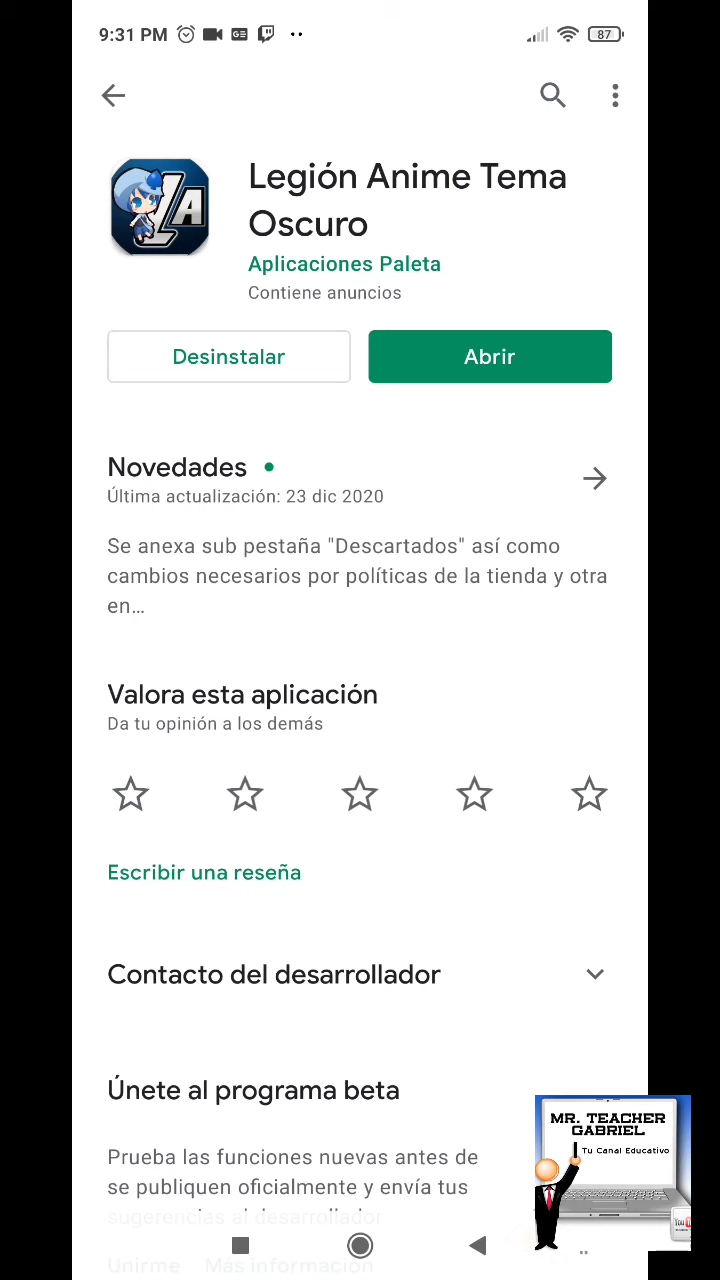 9:31 PM
87
LA
Legión Anime Tema
Oscuro
Aplicaciones Paleta
Contiene anuncios
Desinstalar
Abrir
Novedades
Última actualización: 23 dic 2020
Se anexa sub pestaña "Descartados" así como
cambios necesarios por políticas de la tienda y otra
en…
Valora esta aplicación
Da tu opinión a los demás
Escribir una reseña
Contacto del desarrollador
Únete al programa beta
Prueba las funciones nuevas antes de
se publiquen oficialmente y envía tus
sugerencias al desarrollador
Unirme Más información
MR. TEACHER
GABRIEL
Tu Canal Educativo